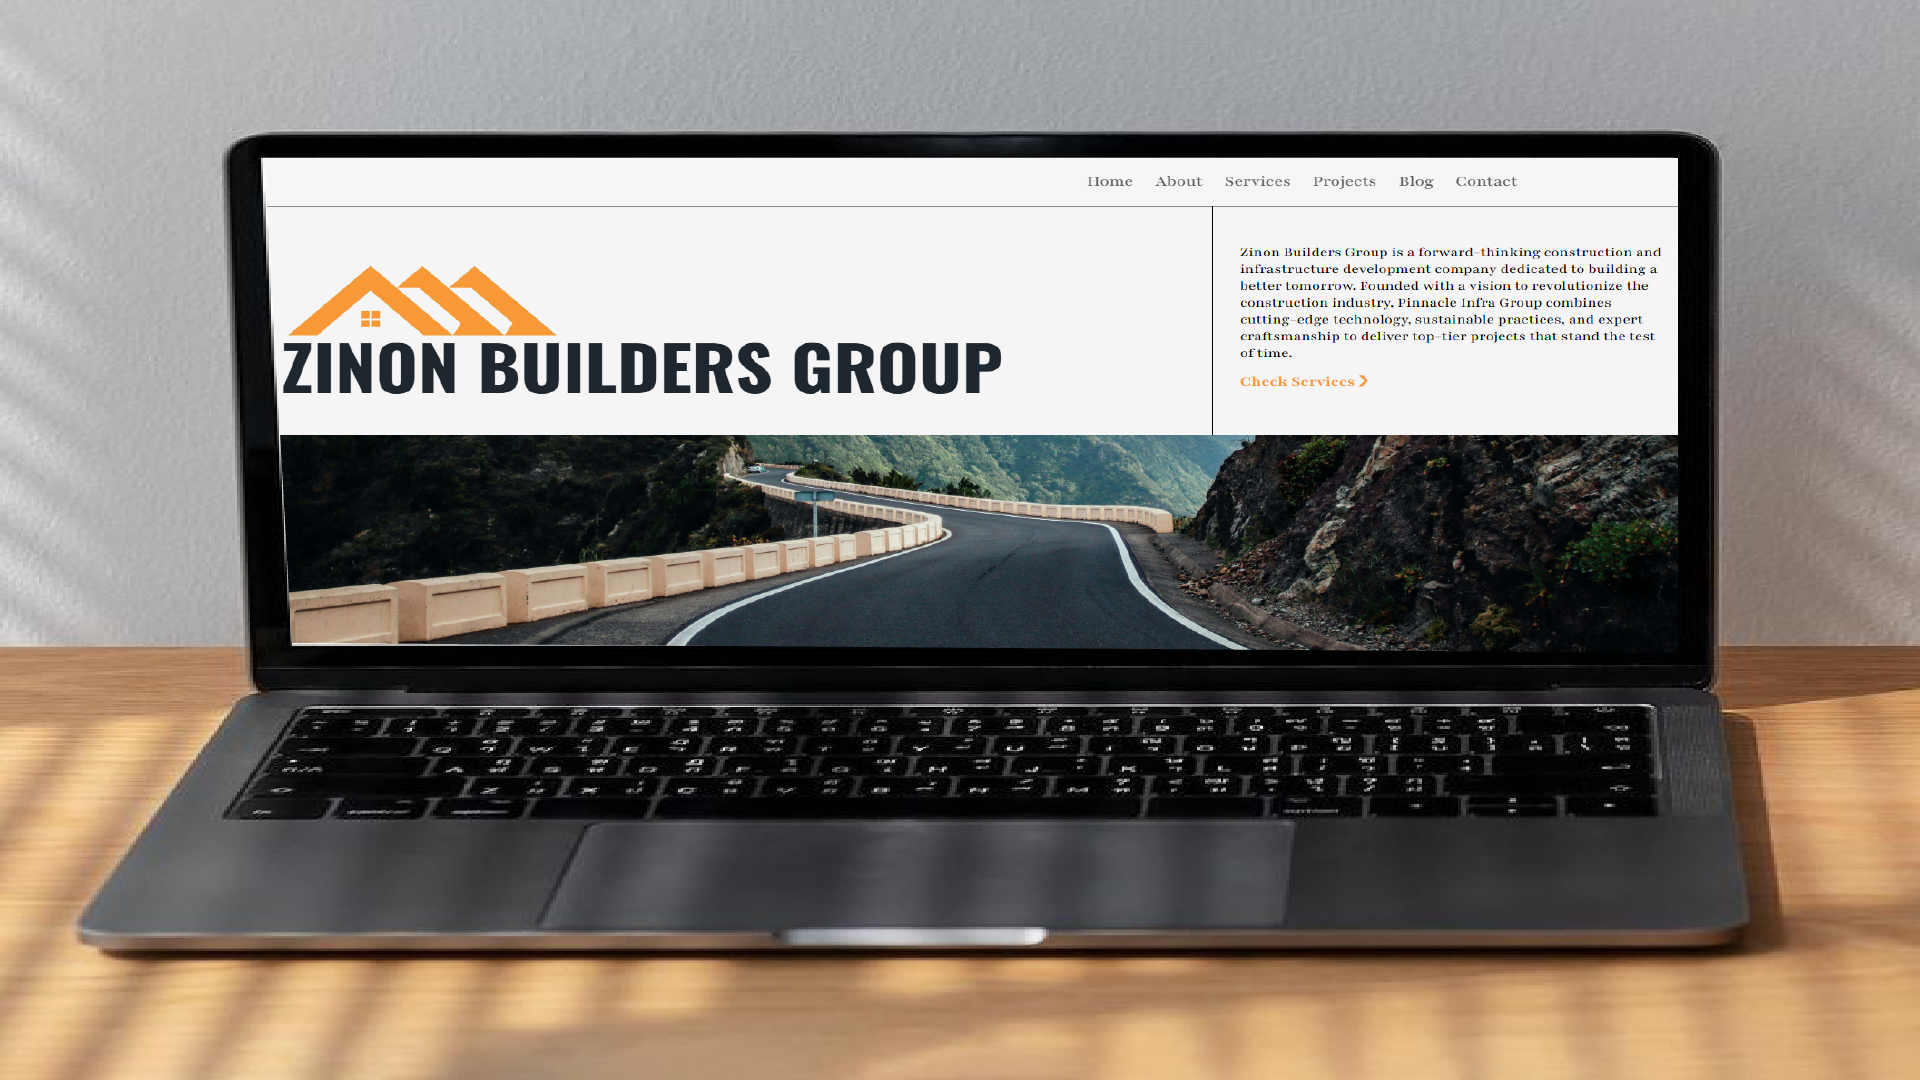 Home About Services Projects Blog Contact
ZINON BUILDERS GROUP
Zinon Builders Group is a forward-thinking construction and
infrastructure development company dedicated to building a
better tomorrow. Founded with a vision to revolutionize the
construction industry, Pinnacle Infra Group combines
cutting-edge technology, sustainable practices, and expert
craftsmanship to deliver top-tier projects that stand the test
of time.
Check Services